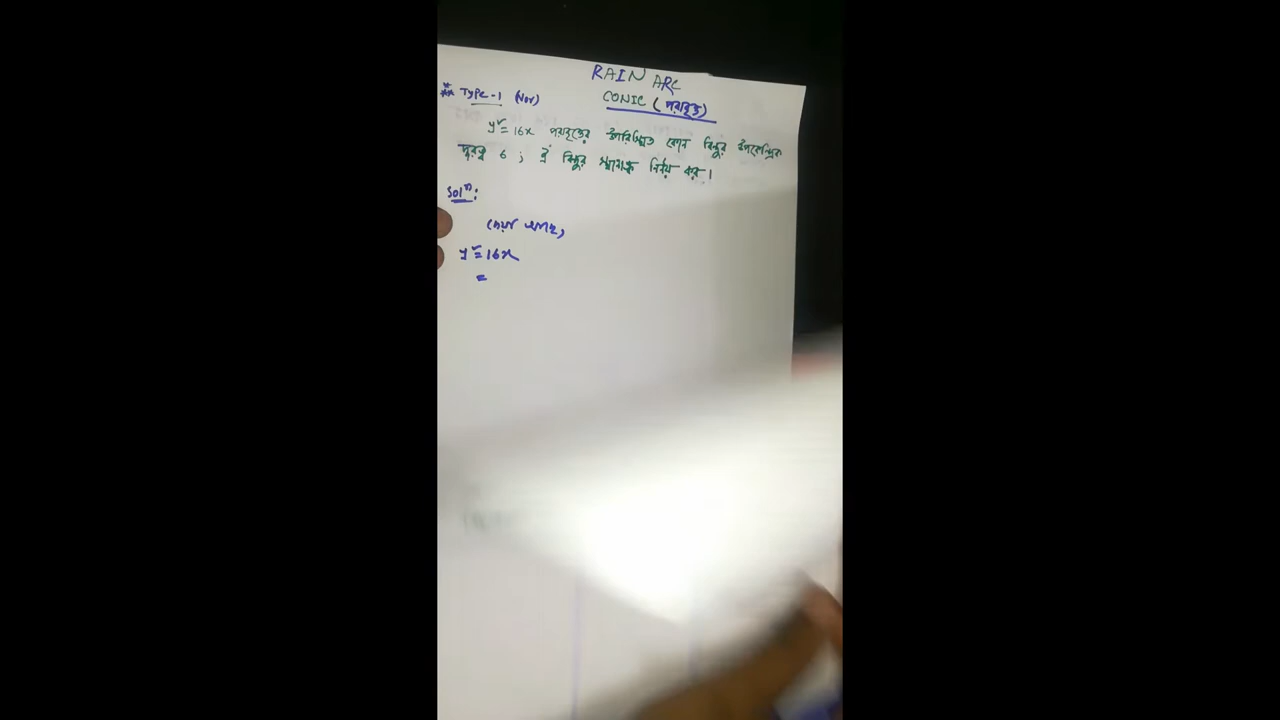 RAIN ARC
** Type-1 (Nor) CONIC (পরাবৃত্ত)
y² = 16x পরাবৃত্তের উপরিস্থিত কোন বিন্দুর উপকেন্দ্রিক
দূরত্ব 6 ; ঐ বিন্দুর স্থানাঙ্ক নির্ণয় কর।
Solⁿ:
দেয়া আছে,
y² = 16x
=